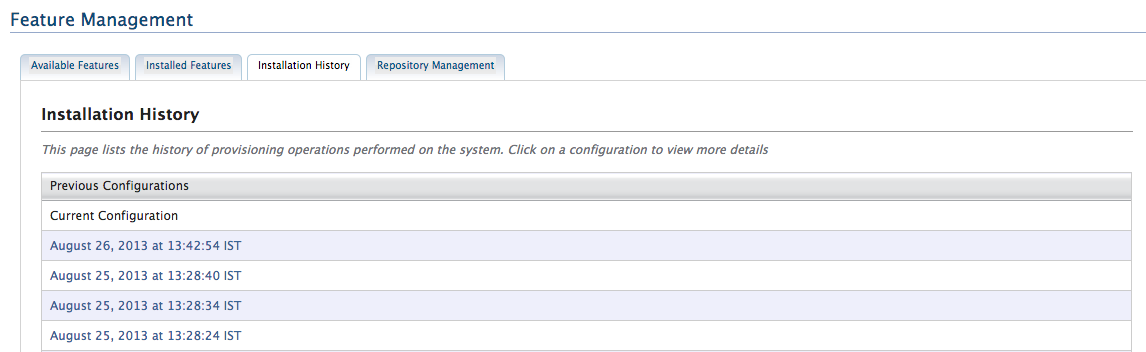 Feature Management
Available Features
Installed Features
Installation History
Repository Management
Installation History
This page lists the history of provisioning operations performed on the system. Click on a configuration to view more details
Previous Configurations
Current Configuration
August 26, 2013 at 13:42:54 IST
August 25, 2013 at 13:28:40 IST
August 25, 2013 at 13:28:34 IST
August 25, 2013 at 13:28:24 IST